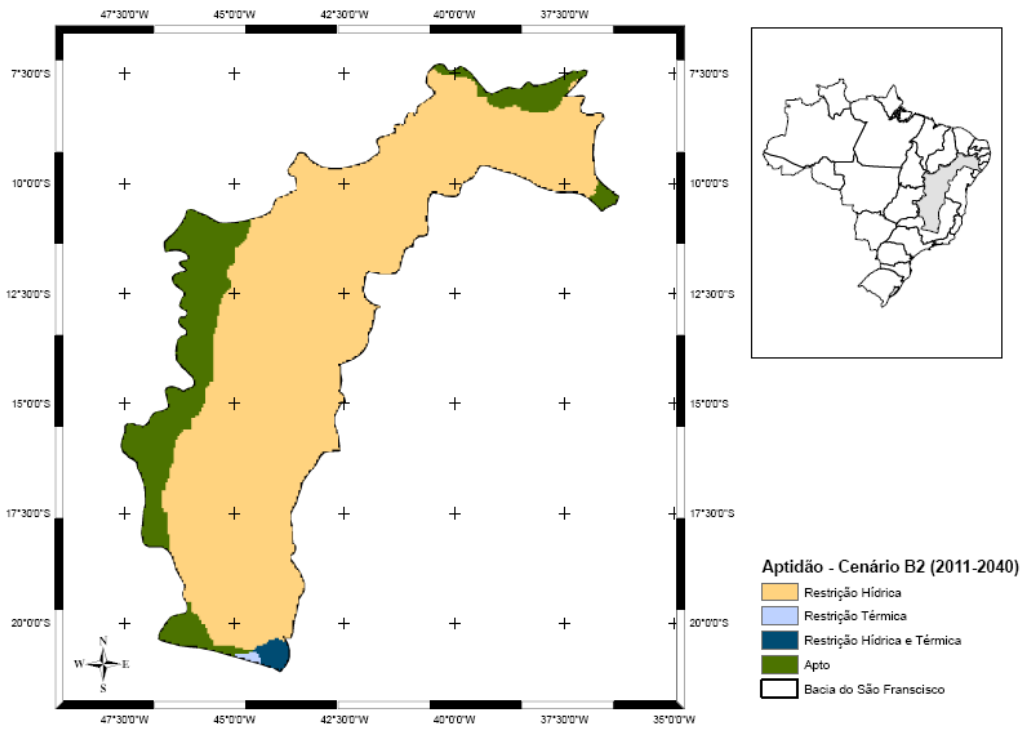 47°30'0"W 45°0'0"W 42°30'0"W 40°0'0"W 37°30'0"W
7°30'0"S 7°30'0"S
10°0'0"S 10°0'0"S
12°30'0"S 12°30'0"S
15°0'0"S 15°0'0"S
17°30'0"S 17°30'0"S
20°0'0"S 20°0'0"S
N
W E
S
47°30'0"W 45°0'0"W 42°30'0"W 40°0'0"W 37°30'0"W 35°0'0"W
Aptidão - Cenário B2 (2011-2040)
Restrição Hídrica
Restrição Térmica
Restrição Hídrica e Térmica
Apto
Bacia do São Franscisco